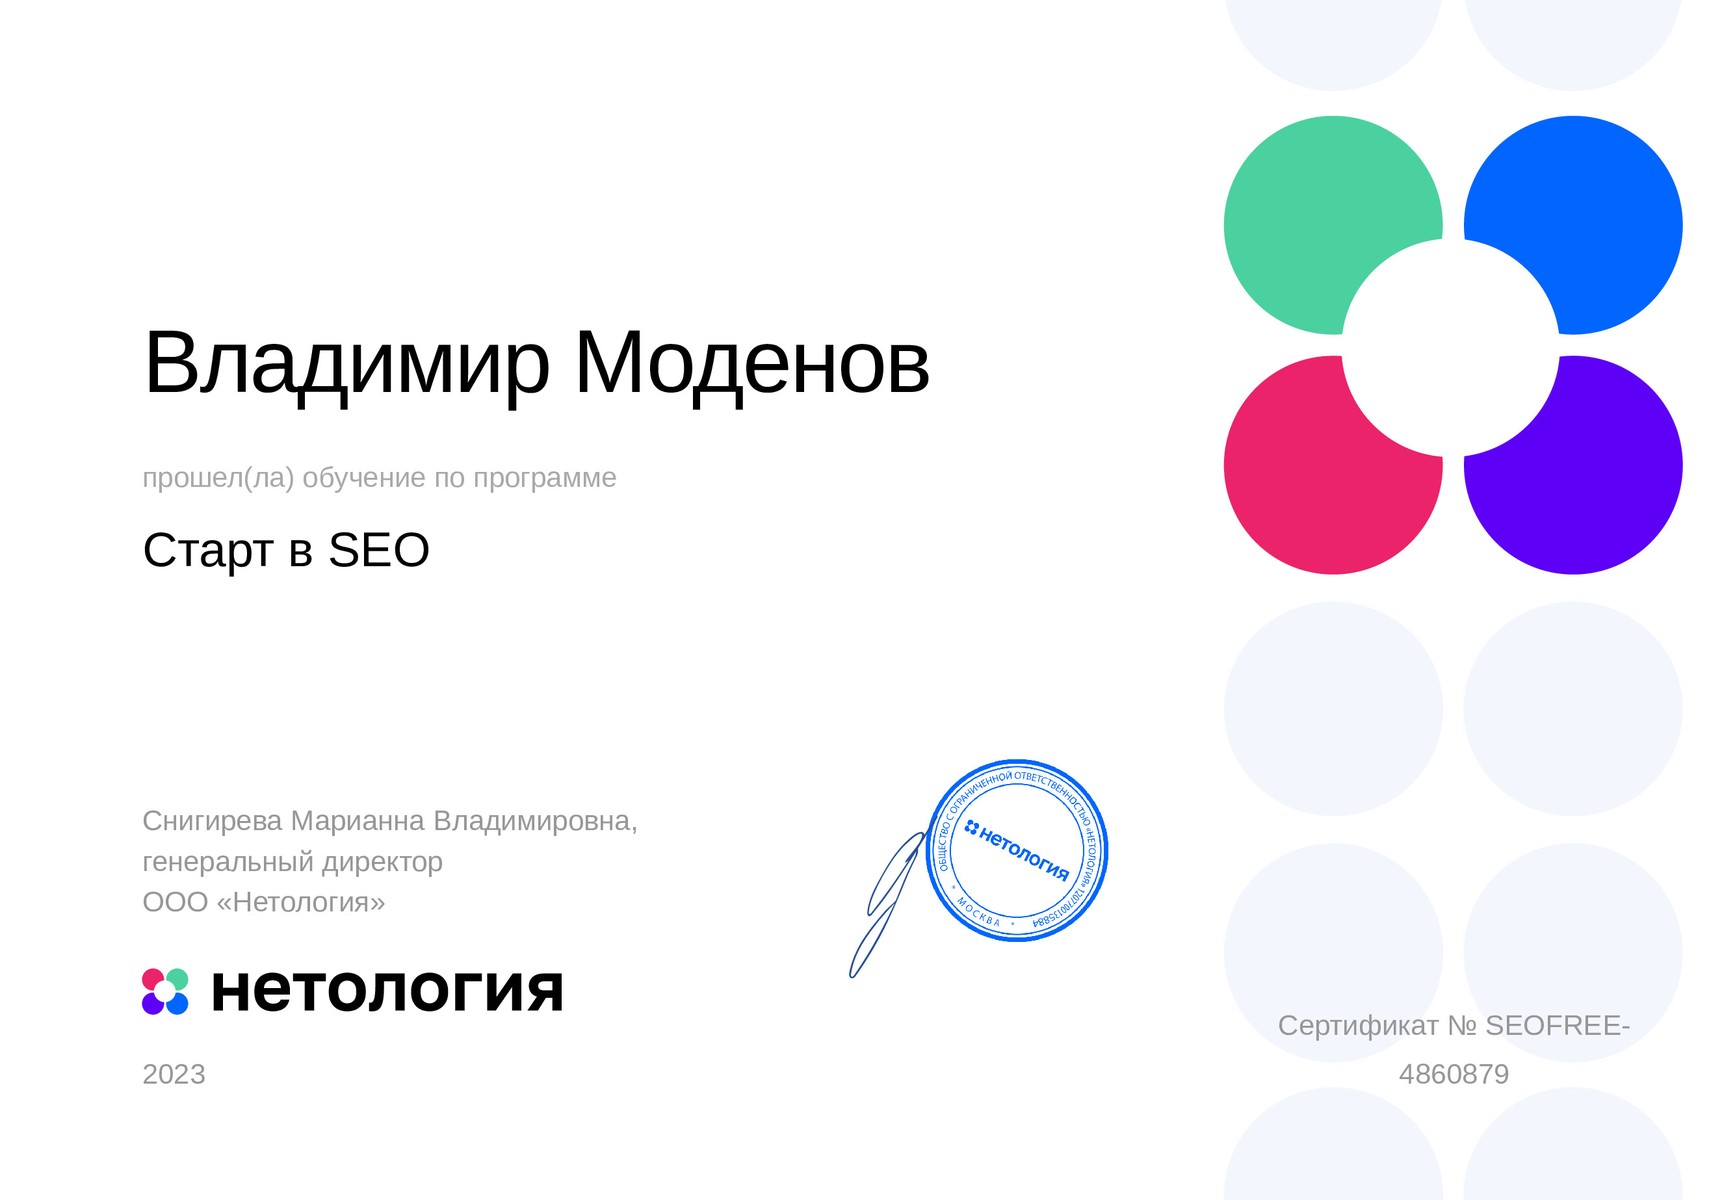 Владимир Моденов
прошел(ла) обучение по программе
Старт в SEO
Снигирева Марианна Владимировна,
генеральный директор
ООО «Нетология»
нетология
2023
ОБЩЕСТВО С ОГРАНИЧЕННОЙ ОТВЕТСТВЕННОСТЬЮ «НЕТОЛОГИЯ» 1207700135884
* МОСКВА *
нетология
Сертификат № SEOFREE-
4860879